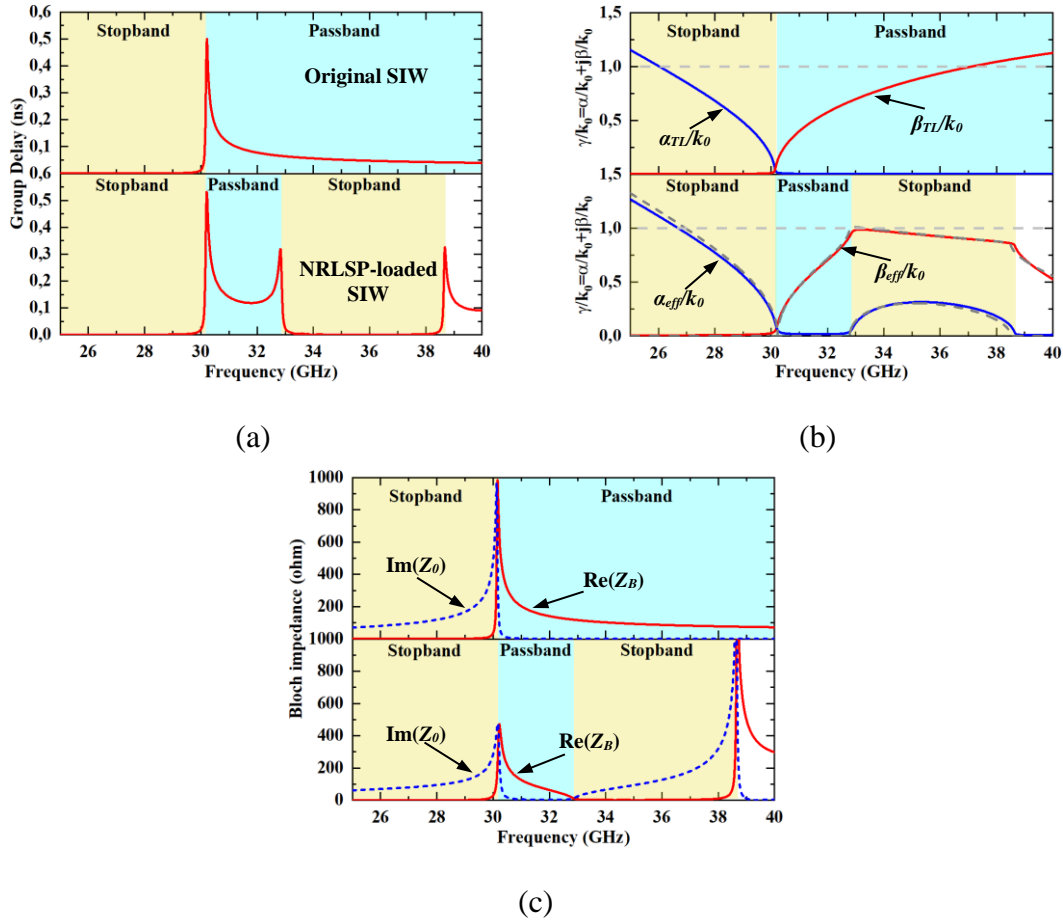 Stopband Passband
Original SIW
0,6
0,5
0,4
0,3
0,2
0,1
0,6
Group Delay (ns)
Stopband Passband Stopband
NRLSP-loaded
SIW
0,5
0,4
0,3
0,2
0,1
0,0
26 28 30 32 34 36 38 40
Frequency (GHz)
(a)
Stopband Passband
1,5
1,0
0,5
1,5
γ/k0=α/k0+jβ/k0
αTL/k0
βTL/k0
Stopband Passband Stopband
1,0
0,5
0,0
γ/k0=α/k0+jβ/k0
αeff/k0
βeff/k0
26 28 30 32 34 36 38 40
Frequency (GHz)
(b)
Stopband Passband
1000
800
600
400
200
1000
Im(Z0)
Re(ZB)
Bloch impedance (ohm)
Stopband Passband Stopband
800
600
400
200
0
Im(Z0)
Re(ZB)
26 28 30 32 34 36 38 40
Frequency (GHz)
(c)